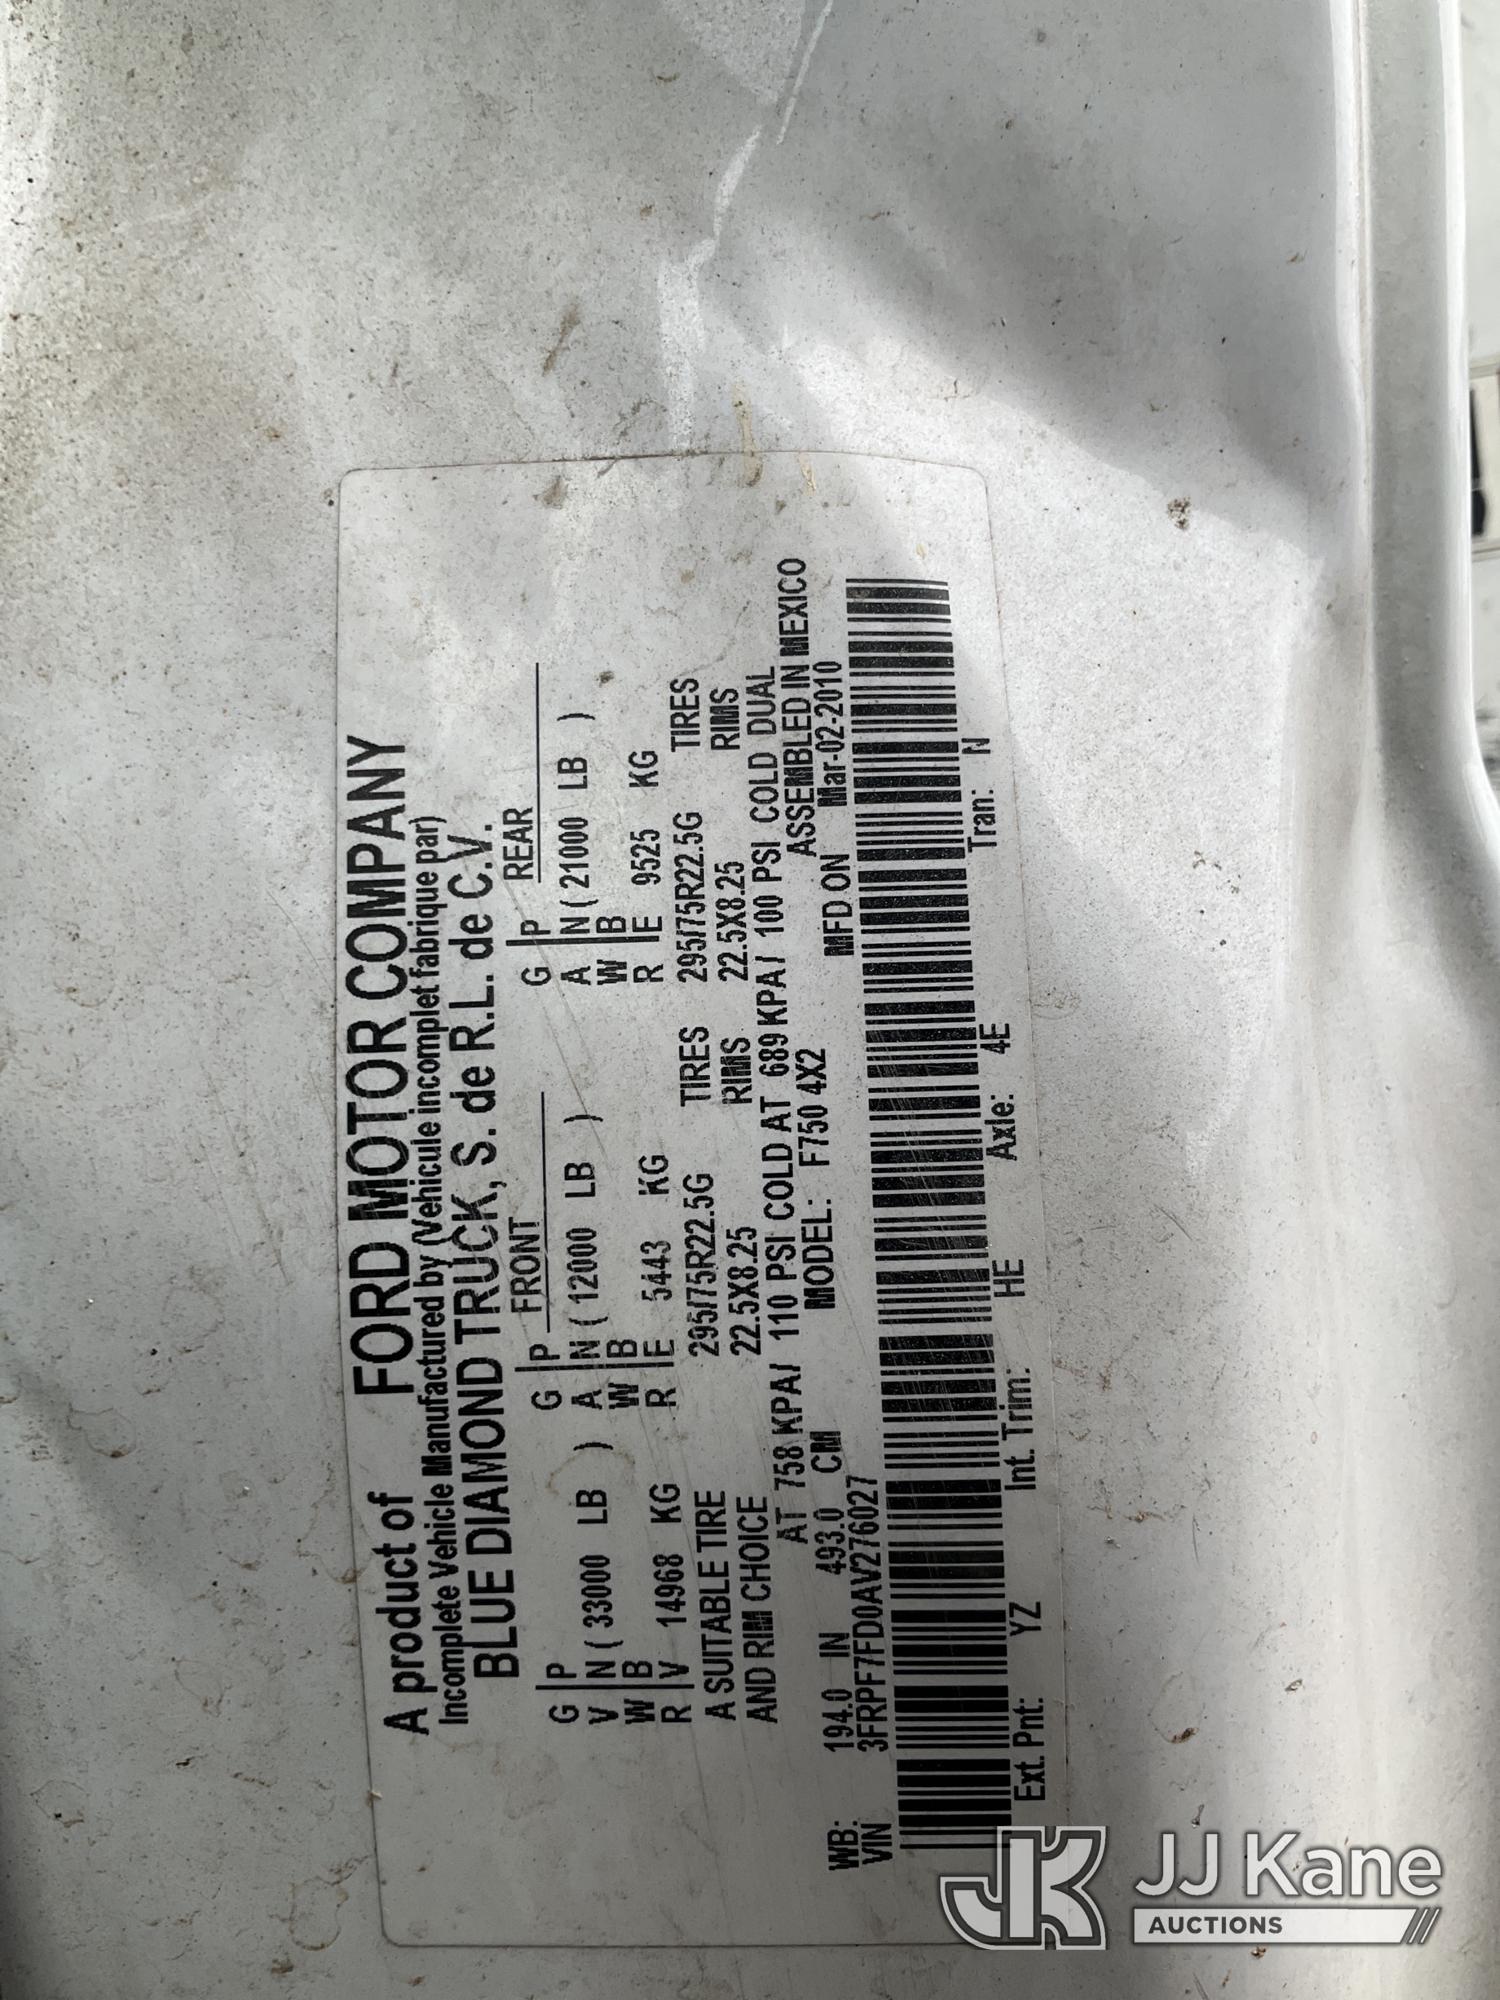 A product of FORD MOTOR COMPANY
Incomplete Vehicle Manufactured by (Vehicule incomplet fabrique par)
BLUE DIAMOND TRUCK, S. de R.L. de C.V.
FRONT REAR
G P G P G P
V N ( 33000 LB ) A N ( 12000 LB ) A N ( 21000 LB )
W B W B W B
R V 14968 KG R E 5443 KG R E 9525 KG
A SUITABLE TIRE 295/75R22.5G TIRES 295/75R22.5G TIRES
AND RIM CHOICE 22.5X8.25 RIMS 22.5X8.25 RIMS
AT 758 KPA/ 110 PSI COLD AT 689 KPA/ 100 PSI COLD DUAL
ASSEMBLED IN MEXICO
WB: 194.0 IN 493.0 CM MODEL: F750 4X2 MFD ON Mar-02-2010
VIN 3FRPF7FD0AV276027
Ext. Pnt: YZ Int. Trim: HE Axle: 4E Tran: N
JK JJ Kane
AUCTIONS